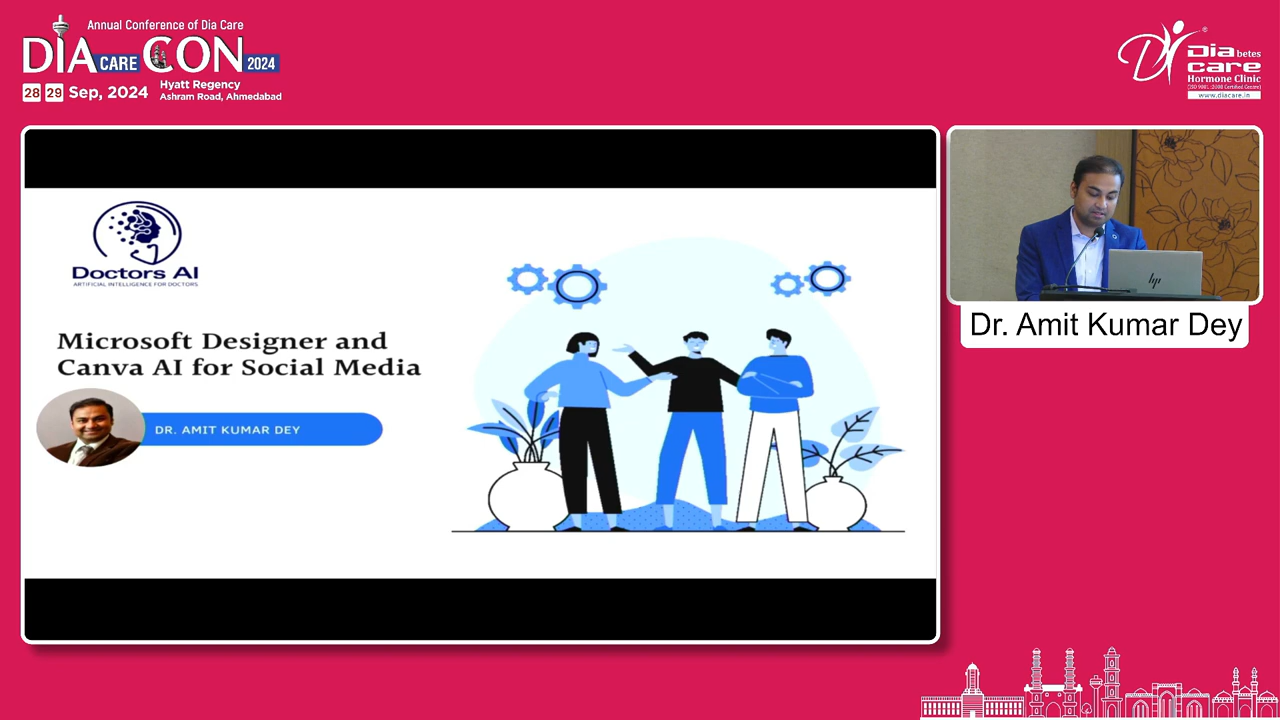 Annual Conference of Dia Care
DIA CARE CON 2024
28 29 Sep, 2024
Hyatt Regency
Ashram Road, Ahmedabad
Diabetes
care
Hormone Clinic
(ISO 9001:2008 Certified Centre)
www.diacare.in
Doctors AI
ARTIFICIAL INTELLIGENCE FOR DOCTORS
Microsoft Designer and
Canva AI for Social Media
DR. AMIT KUMAR DEY
hp
Dr. Amit Kumar Dey